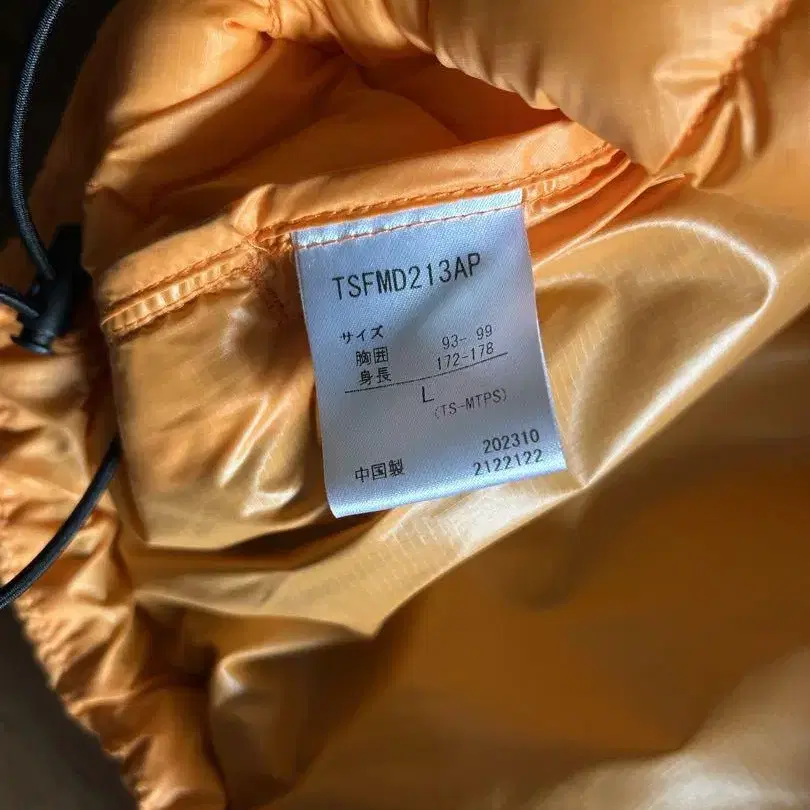 TSFMD213AP
サイズ
胸囲 93- 99
身長 172-178
L (TS-MTPS)
202310
中国製 2122122